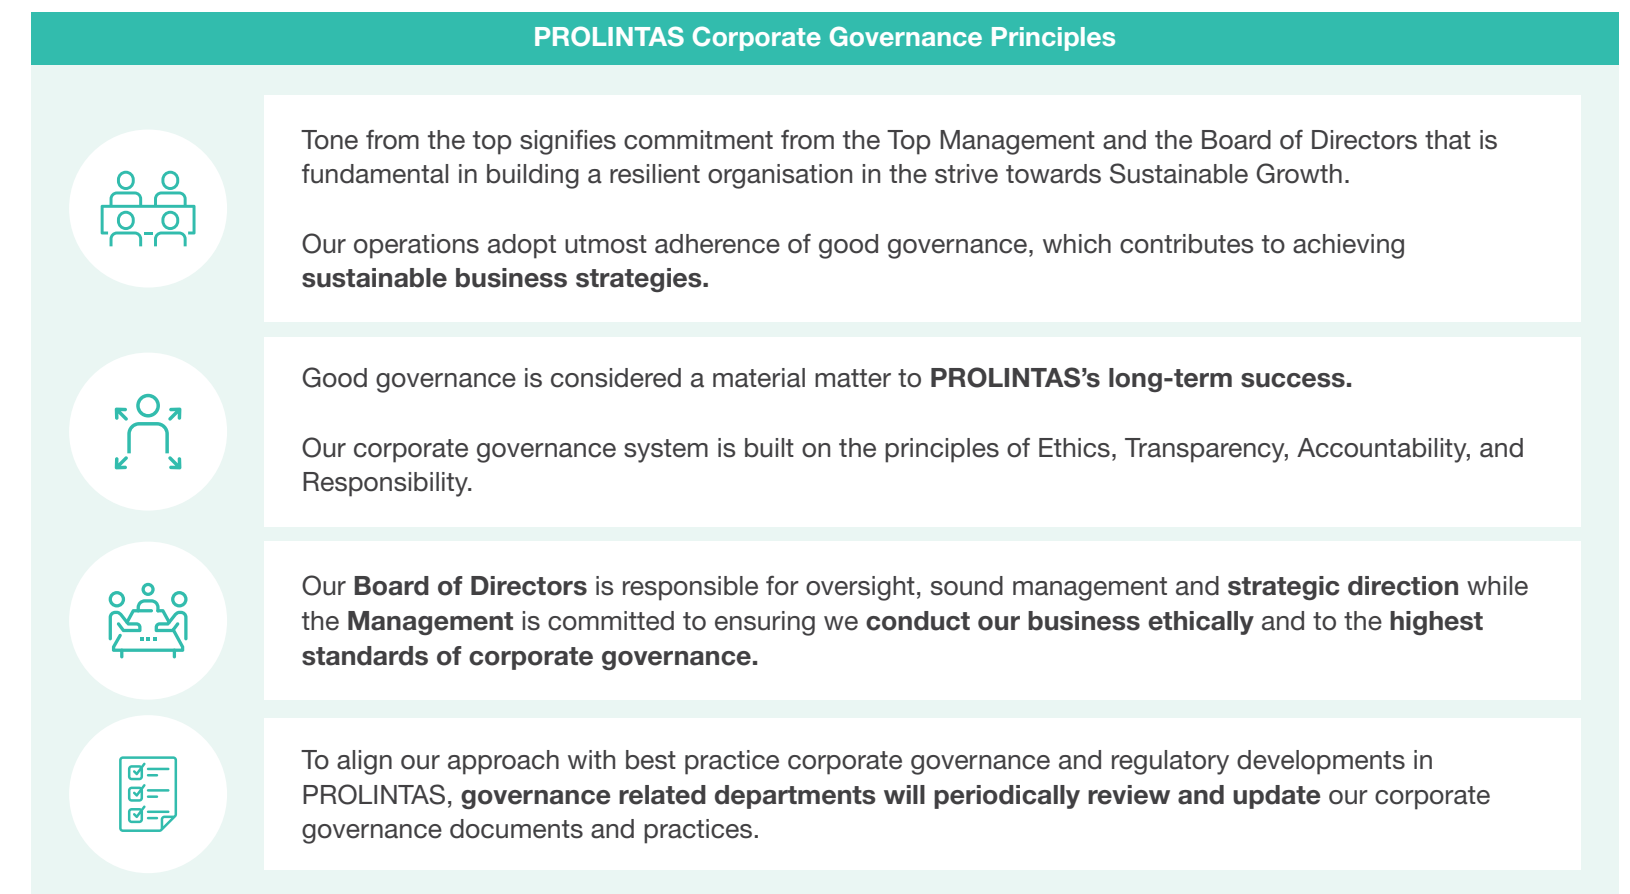 PROLINTAS Corporate Governance Principles
Tone from the top signifies commitment from the Top Management and the Board of Directors that is
fundamental in building a resilient organisation in the strive towards Sustainable Growth.
Our operations adopt utmost adherence of good governance, which contributes to achieving
sustainable business strategies.
Good governance is considered a material matter to PROLINTAS’s long-term success.
Our corporate governance system is built on the principles of Ethics, Transparency, Accountability, and
Responsibility.
Our Board of Directors is responsible for oversight, sound management and strategic direction while
the Management is committed to ensuring we conduct our business ethically and to the highest
standards of corporate governance.
To align our approach with best practice corporate governance and regulatory developments in
PROLINTAS, governance related departments will periodically review and update our corporate
governance documents and practices.